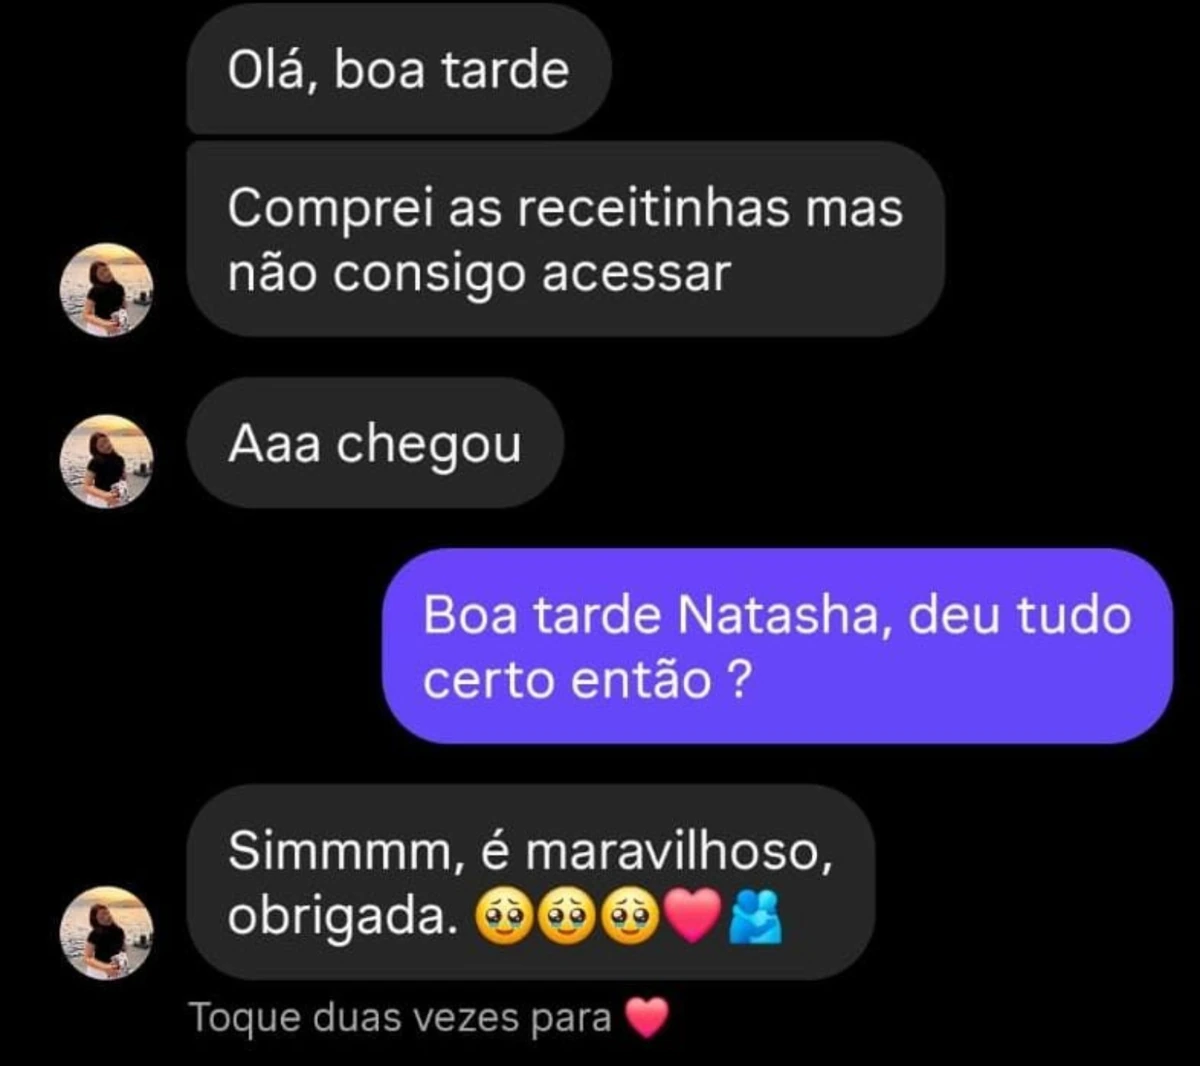 Olá, boa tarde
Comprei as receitinhas mas
não consigo acessar
Aaa chegou
Boa tarde Natasha, deu tudo
certo então ?
Simmmm, é maravilhoso,
obrigada. 🥹🥹🥹❤️🫂
Toque duas vezes para ❤️